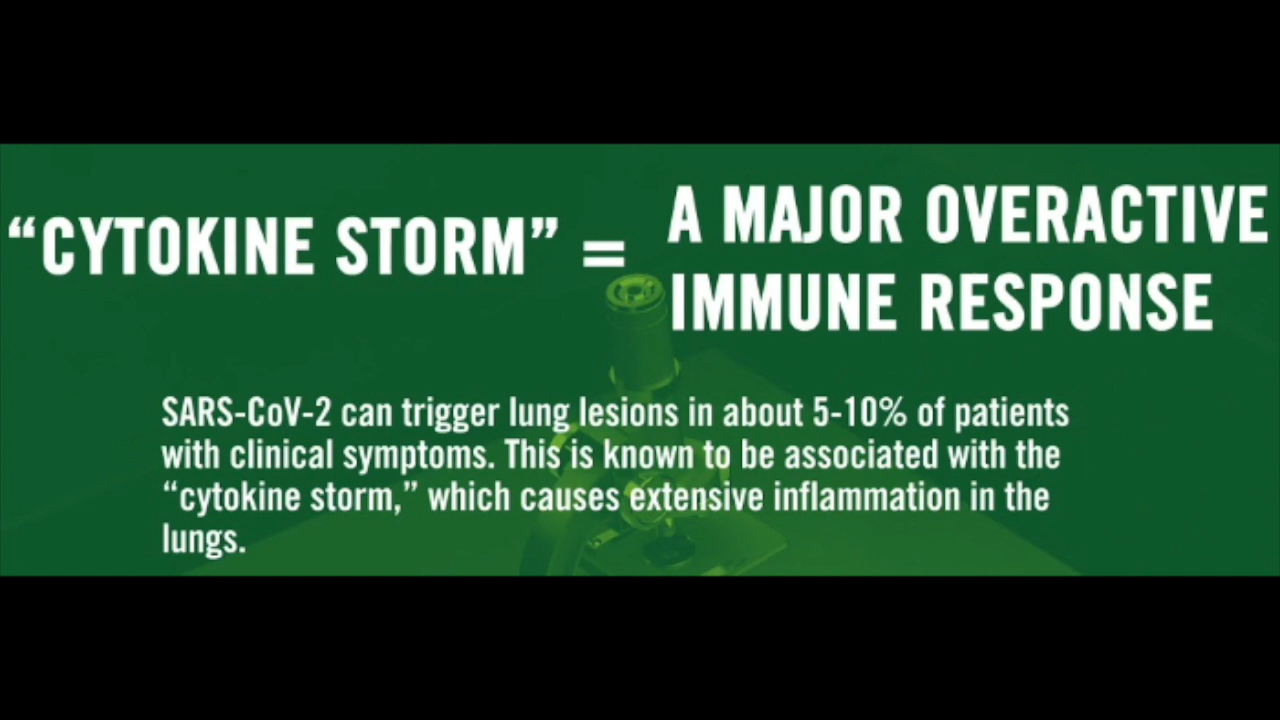 “CYTOKINE STORM” = A MAJOR OVERACTIVE
IMMUNE RESPONSE
SARS-CoV-2 can trigger lung lesions in about 5-10% of patients
with clinical symptoms. This is known to be associated with the
“cytokine storm,” which causes extensive inflammation in the
lungs.